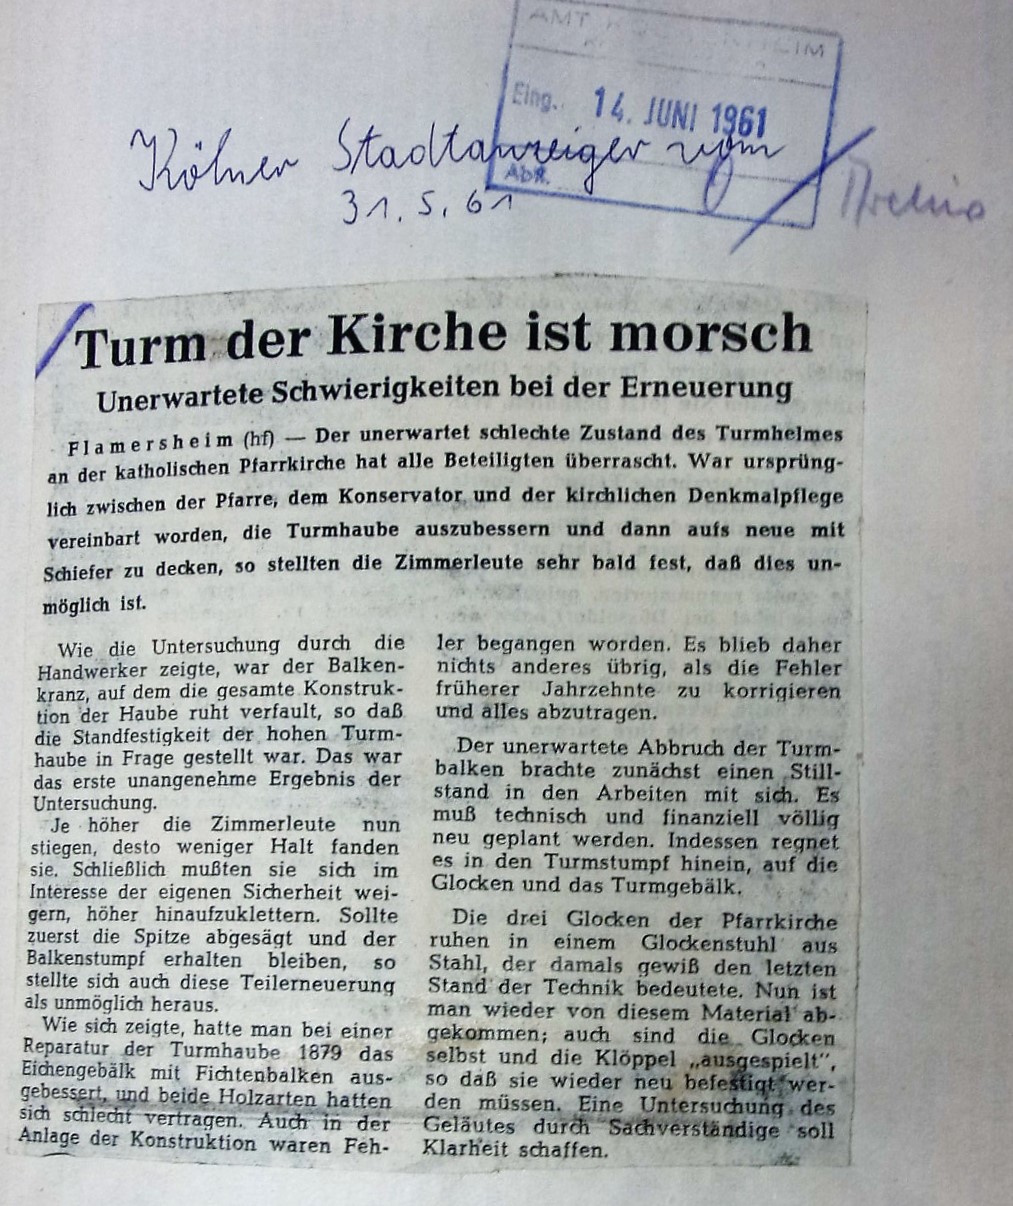 AMT
Eing. 14. JUNI 1961
Abt.
Kölner Stadtanzeiger vom
31. 5. 61
Turm der Kirche ist morsch
Unerwartete Schwierigkeiten bei der Erneuerung
Flamersheim (hf) — Der unerwartet schlechte Zustand des Turmhelmes
an der katholischen Pfarrkirche hat alle Beteiligten überrascht. War ursprüng-
lich zwischen der Pfarre, dem Konservator und der kirchlichen Denkmalpflege
vereinbart worden, die Turmhaube auszubessern und dann aufs neue mit
Schiefer zu decken, so stellten die Zimmerleute sehr bald fest, daß dies un-
möglich ist.
Wie die Untersuchung durch die
Handwerker zeigte, war der Balken-
kranz, auf dem die gesamte Konstruk-
tion der Haube ruht verfault, so daß
die Standfestigkeit der hohen Turm-
haube in Frage gestellt war. Das war
das erste unangenehme Ergebnis der
Untersuchung.
Je höher die Zimmerleute nun
stiegen, desto weniger Halt fanden
sie. Schließlich mußten sie sich im
Interesse der eigenen Sicherheit wei-
gern, höher hinaufzuklettern. Sollte
zuerst die Spitze abgesägt und der
Balkenstumpf erhalten bleiben, so
stellte sich auch diese Teilerneuerung
als unmöglich heraus.
Wie sich zeigte, hatte man bei einer
Reparatur der Turmhaube 1879 das
Eichengebälk mit Fichtenbalken aus-
gebessert, und beide Holzarten hatten
sich schlecht vertragen. Auch in der
Anlage der Konstruktion waren Feh-
ler begangen worden. Es blieb daher
nichts anderes übrig, als die Fehler
früherer Jahrzehnte zu korrigieren
und alles abzutragen.
Der unerwartete Abbruch der Turm-
balken brachte zunächst einen Still-
stand in den Arbeiten mit sich. Es
muß technisch und finanziell völlig
neu geplant werden. Indessen regnet
es in den Turmstumpf hinein, auf die
Glocken und das Turmgebälk.
Die drei Glocken der Pfarrkirche
ruhen in einem Glockenstuhl aus
Stahl, der damals gewiß den letzten
Stand der Technik bedeutete. Nun ist
man wieder von diesem Material ab-
gekommen; auch sind die Glocken
selbst und die Klöppel „ausgespielt",
so daß sie wieder neu befestigt wer-
den müssen. Eine Untersuchung des
Geläutes durch Sachverständige soll
Klarheit schaffen.